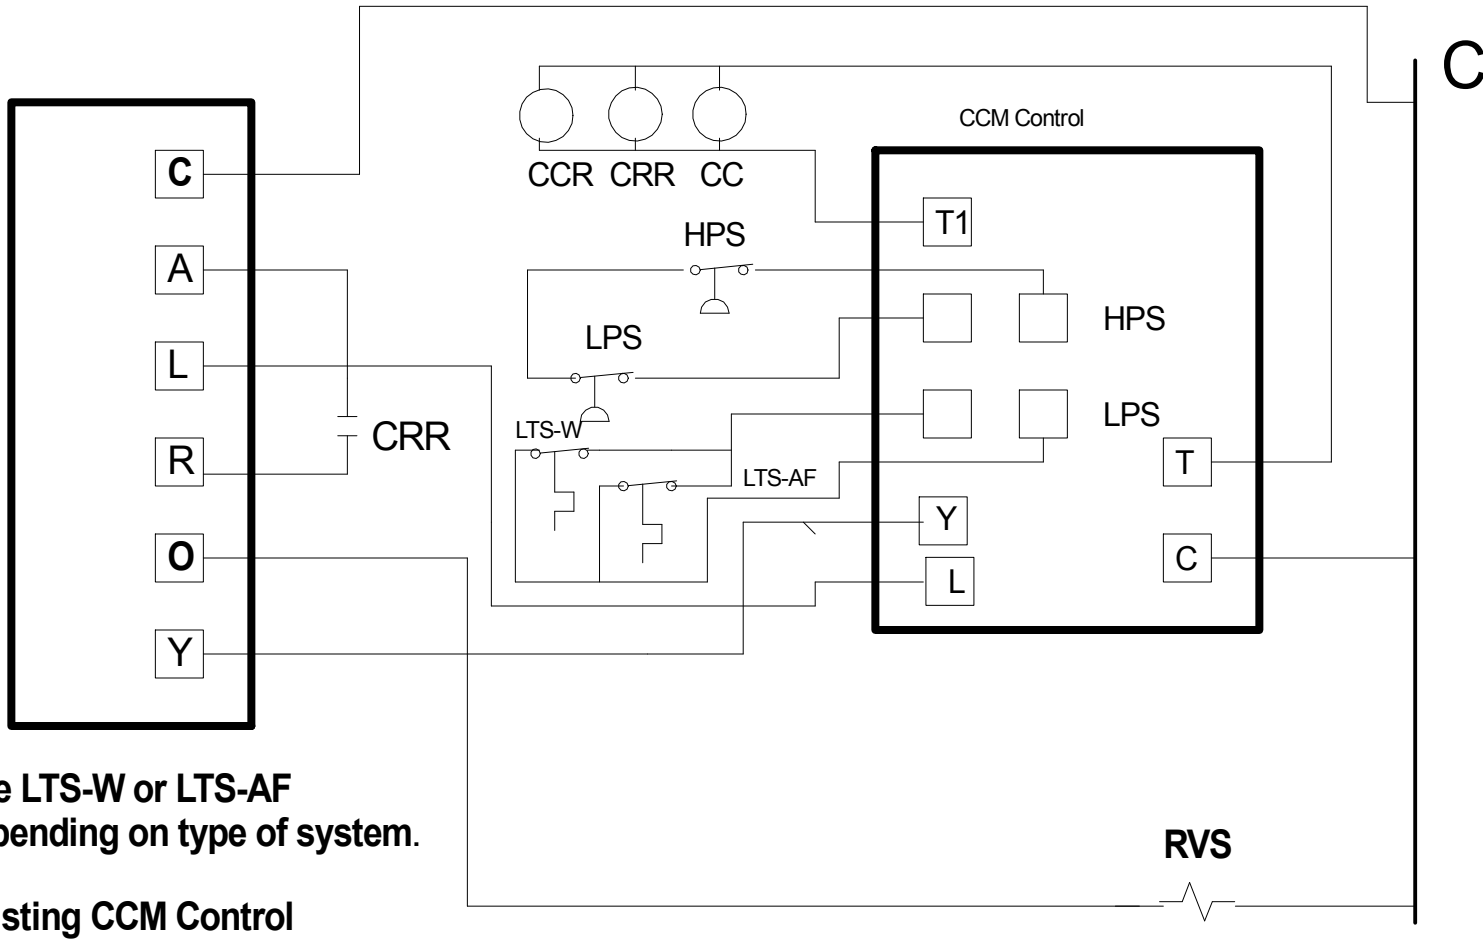 C
CCM Control
C
CCR CRR CC
T1
HPS
A
HPS
LPS
L
LPS
LTS-W
CRR
R
T
LTS-AF
Y
O
C
L
Y
e LTS-W or LTS-AF
pending on type of system.
RVS
sting CCM Control